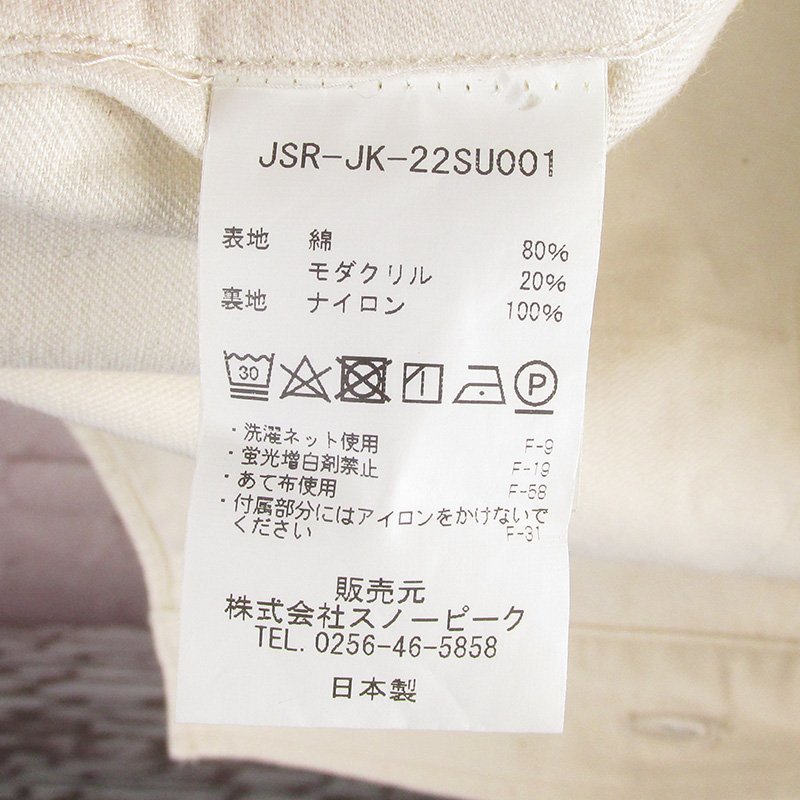 JSR-JK-22SU001
表地 綿 80%
モダクリル 20%
裏地 ナイロン 100%
30 P
・洗濯ネット使用 F-9
・蛍光増白剤禁止 F-19
・あて布使用 F-58
・付属部分にはアイロンをかけないで
ください F-31
販売元
株式会社スノーピーク
TEL. 0256-46-5858
日本製